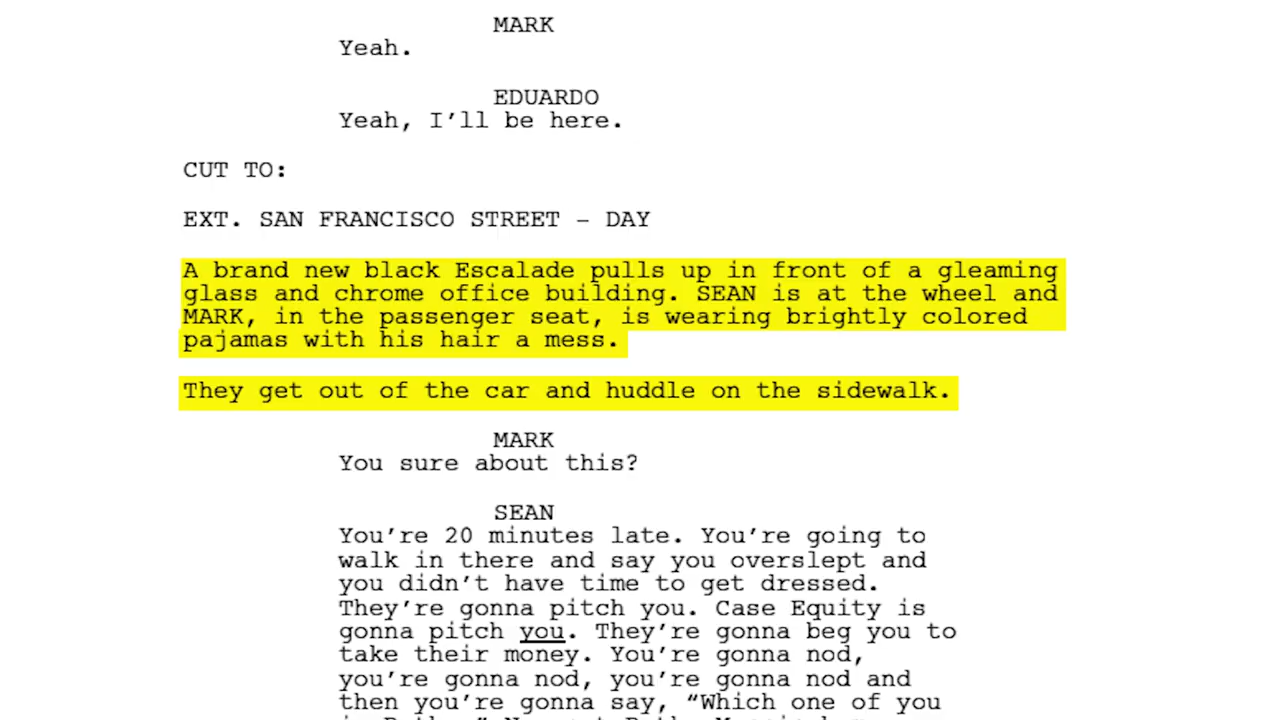 MARK
Yeah.
EDUARDO
Yeah, I’ll be here.
CUT TO:
EXT. SAN FRANCISCO STREET – DAY
A brand new black Escalade pulls up in front of a gleaming
glass and chrome office building. SEAN is at the wheel and
MARK, in the passenger seat, is wearing brightly colored
pajamas with his hair a mess.
They get out of the car and huddle on the sidewalk.
MARK
You sure about this?
SEAN
You’re 20 minutes late. You’re going to
walk in there and say you overslept and
you didn’t have time to get dressed.
They’re gonna pitch you. Case Equity is
gonna pitch you. They’re gonna beg you to
take their money. You’re gonna nod,
you’re gonna nod, you’re gonna nod and
then you’re gonna say, “Which one of you